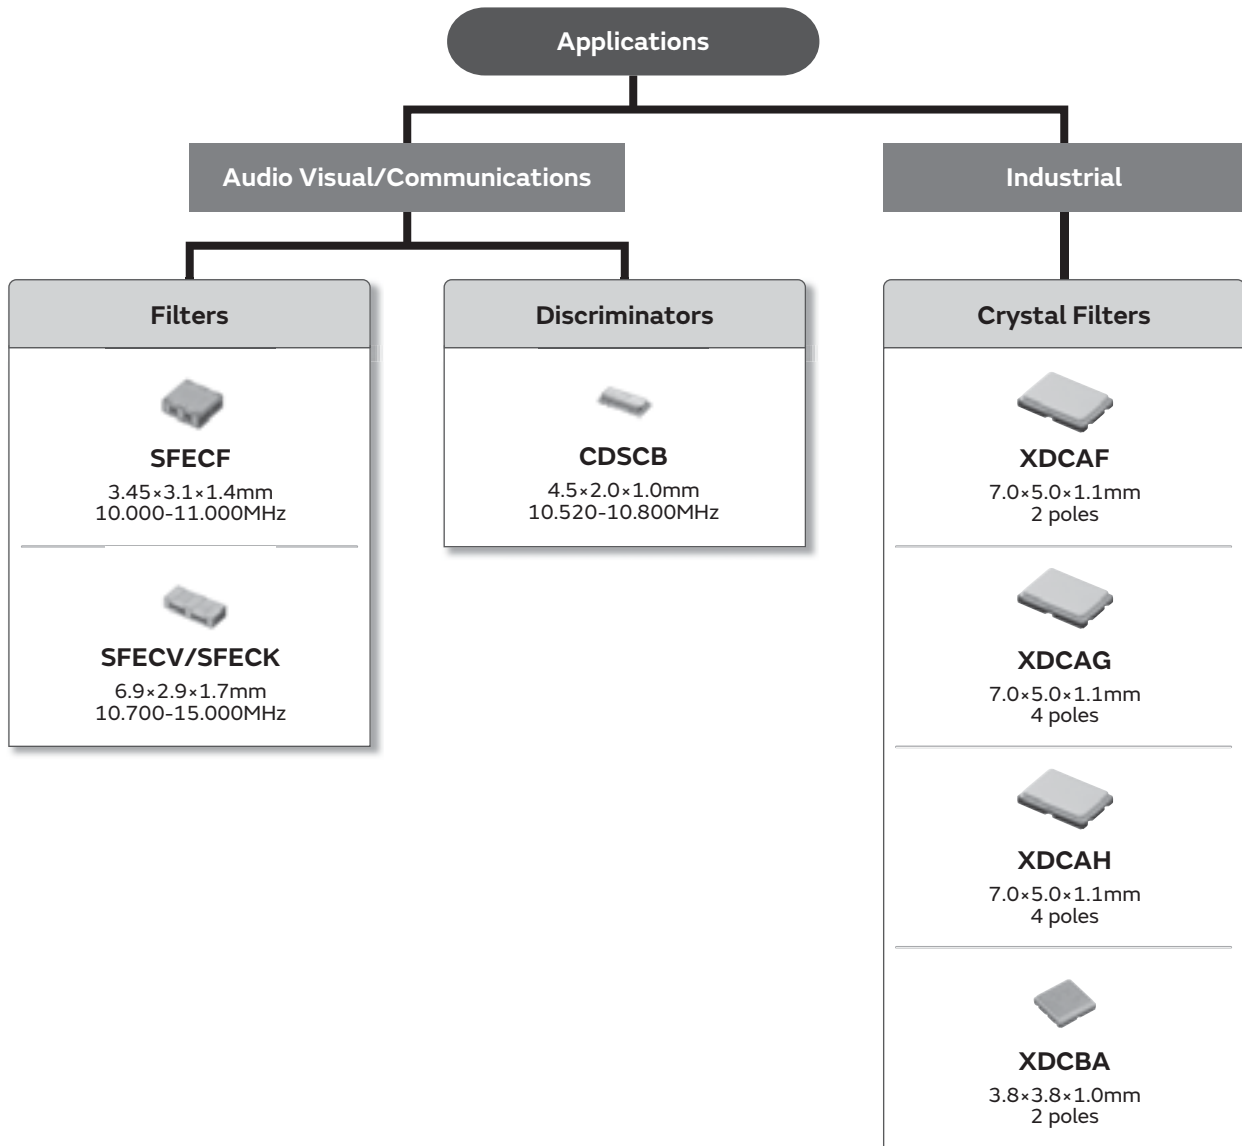 Applications
Audio Visual/Communications
Industrial
Filters
SFECF
3.45×3.1×1.4mm
10.000-11.000MHz
SFECV/SFECK
6.9×2.9×1.7mm
10.700-15.000MHz
Discriminators
CDSCB
4.5×2.0×1.0mm
10.520-10.800MHz
Crystal Filters
XDCAF
7.0×5.0×1.1mm
2 poles
XDCAG
7.0×5.0×1.1mm
4 poles
XDCAH
7.0×5.0×1.1mm
4 poles
XDCBA
3.8×3.8×1.0mm
2 poles